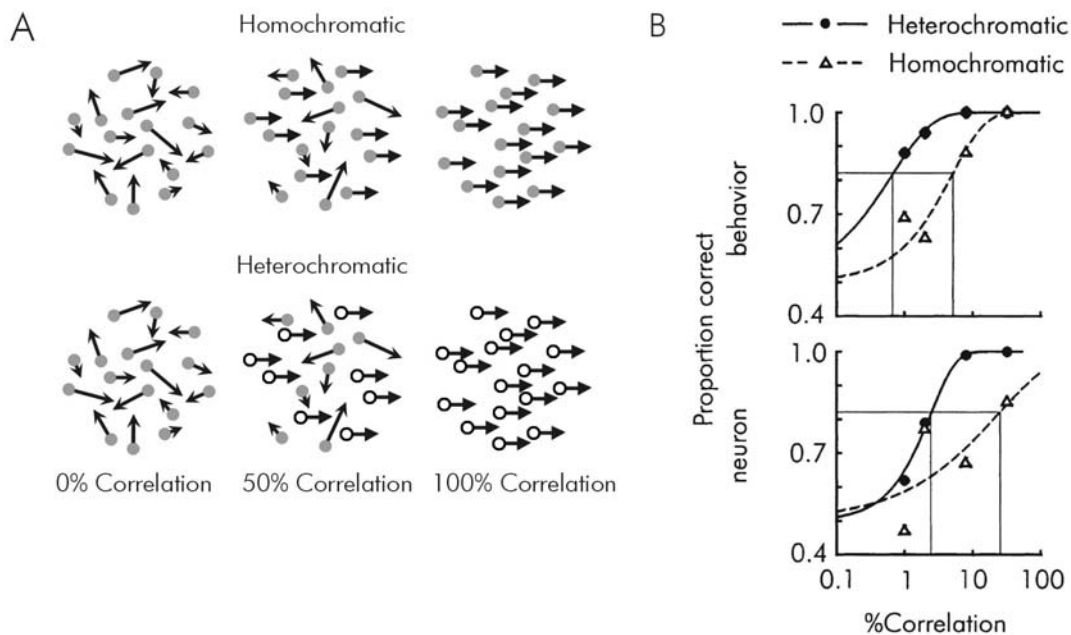 A
Homochromatic
Heterochromatic
0% Correlation
50% Correlation
100% Correlation
B
Heterochromatic
Homochromatic
Proportion correct
behavior
1.0
0.7
0.4
neuron
1.0
0.7
0.4
0.1
1
10
100
%Correlation